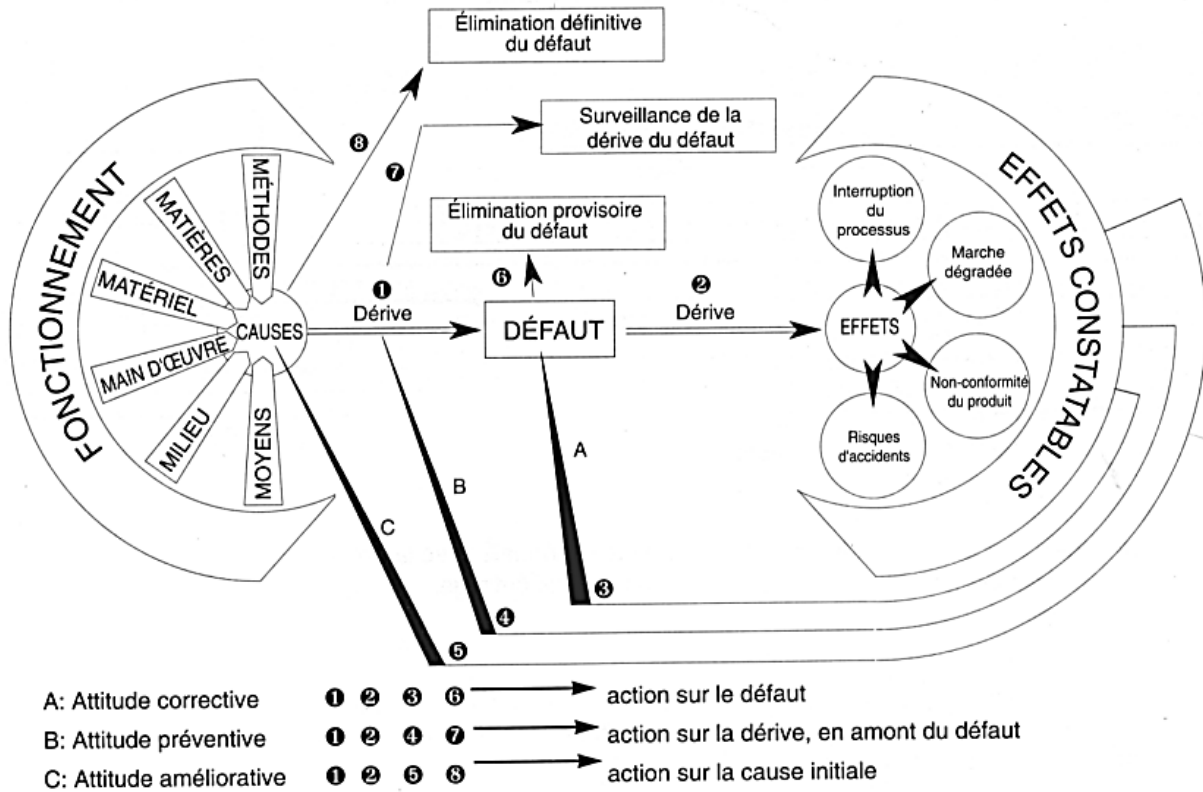 Élimination définitive
du défaut
Surveillance de la
dérive du défaut
Élimination provisoire
du défaut
❽
❼
❻
FONCTIONNEMENT
MÉTHODES
MATIÈRES
MATÉRIEL
MAIN D'ŒUVRE
MILIEU
MOYENS
CAUSES
❶
Dérive
DÉFAUT
❷
Dérive
EFFETS
Interruption
du
processus
Marche
dégradée
Non-conformité
du produit
Risques
d'accidents
EFFETS CONSTATABLES
A
B
C
❸
❹
❺
A: Attitude corrective ❶ ❷ ❸ ❻ action sur le défaut
B: Attitude préventive ❶ ❷ ❹ ❼ action sur la dérive, en amont du défaut
C: Attitude améliorative ❶ ❷ ❺ ❽ action sur la cause initiale